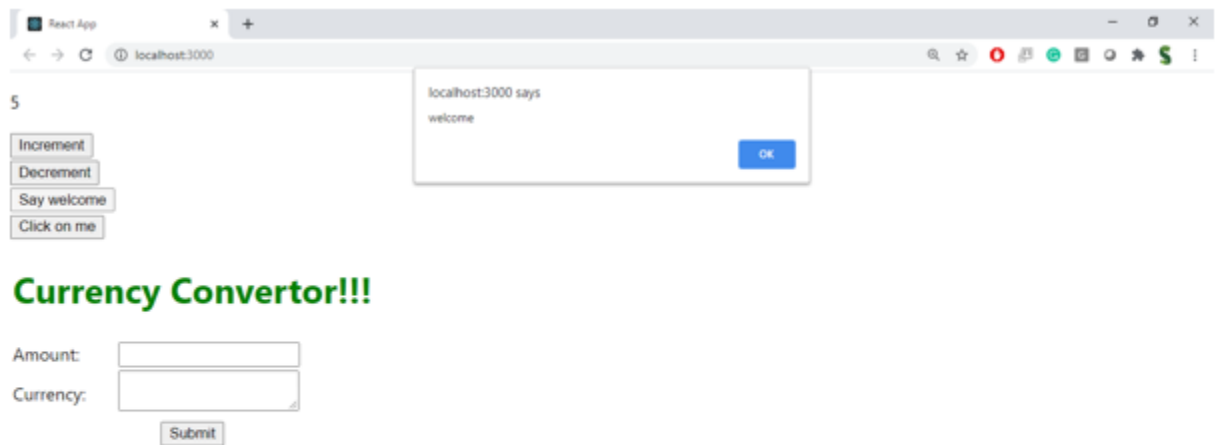 React App
localhost:3000
localhost:3000 says
welcome
OK
5
Increment
Decrement
Say welcome
Click on me
Currency Convertor!!!
Amount:
Currency:
Submit